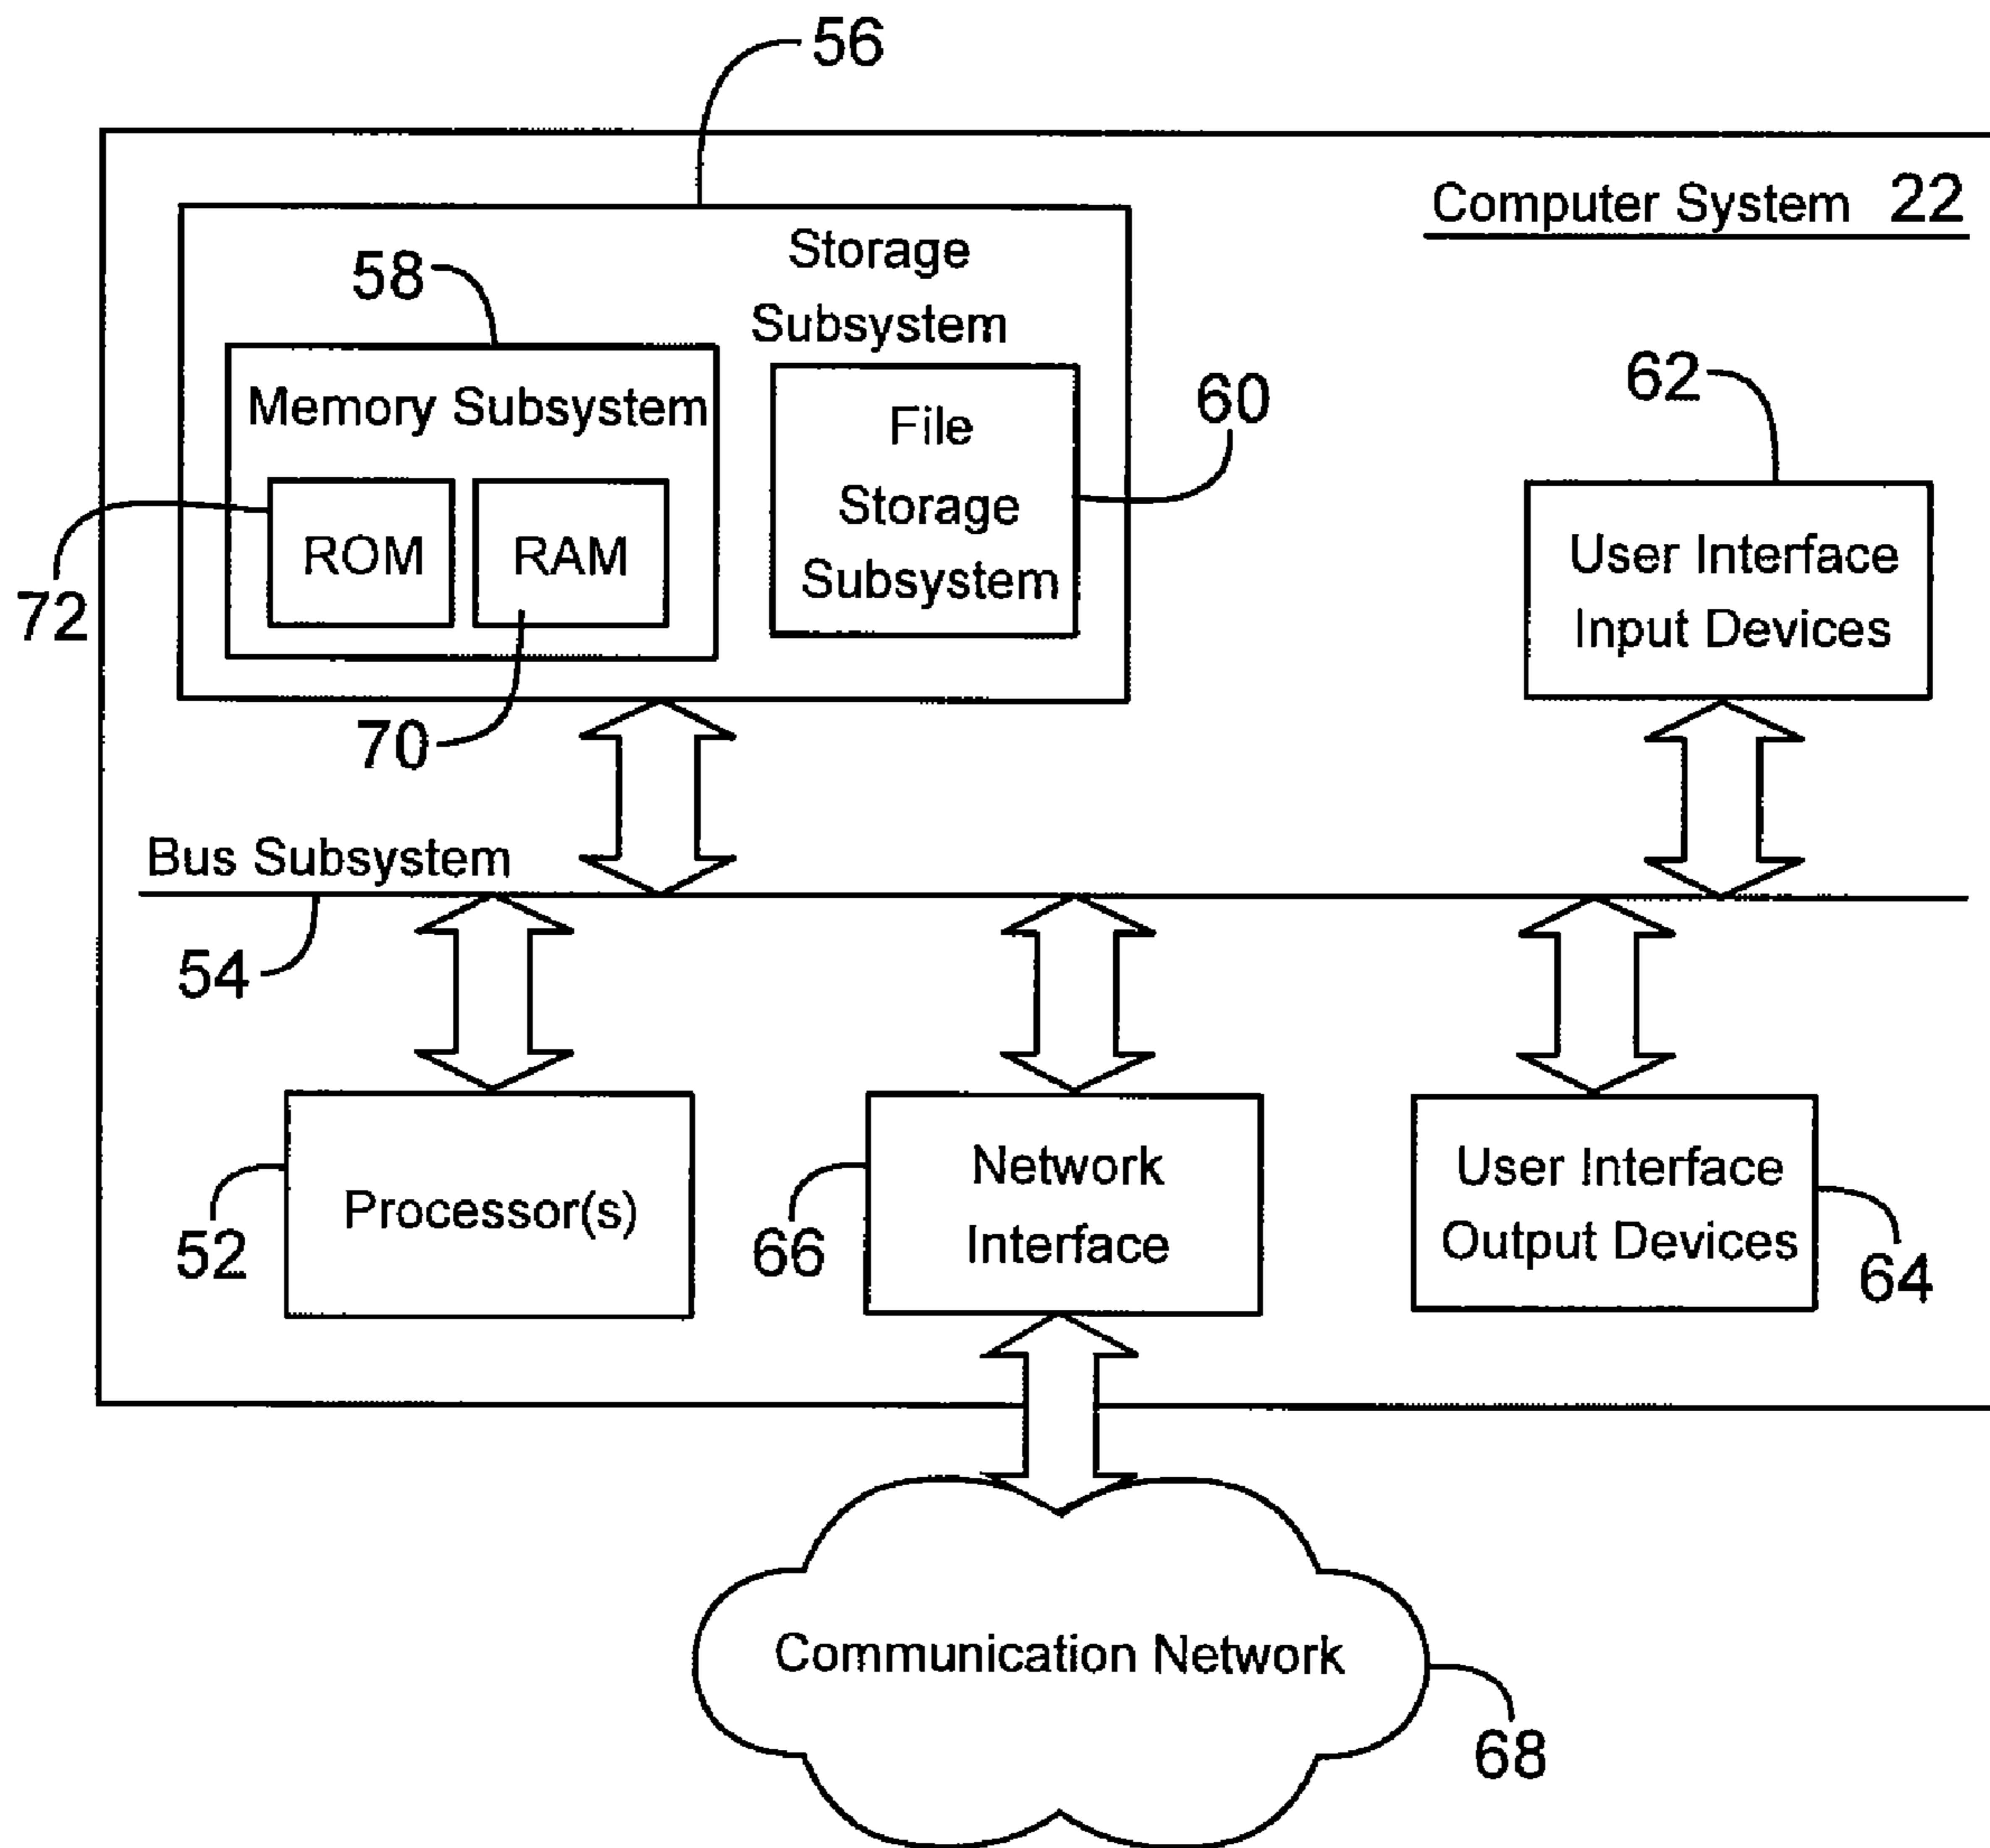 56
Computer System 22
Storage
Subsystem
58
Memory Subsystem
File
Storage
Subsystem
60
62
ROM
RAM
72
User Interface
Input Devices
70
Bus Subsystem
54
Processor(s)
52
Network
Interface
66
User Interface
Output Devices
64
Communication Network
68